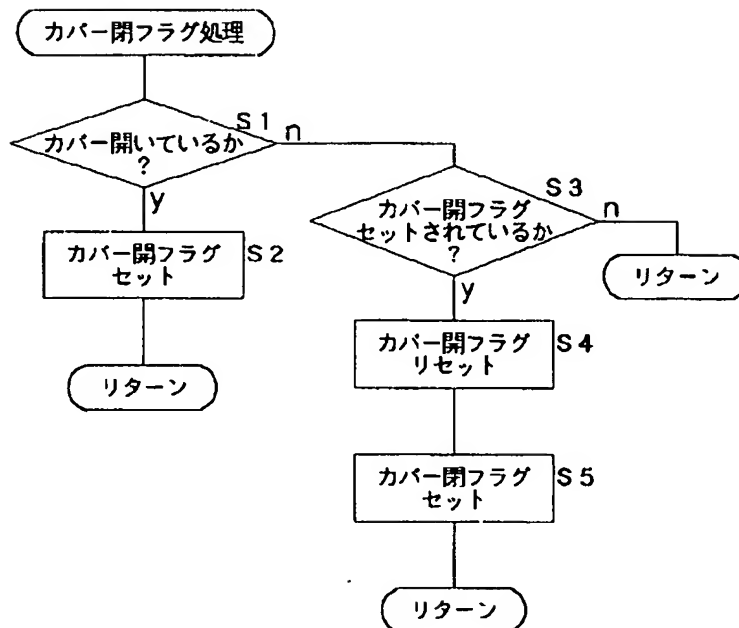 カバー閉フラグ処理
カバー開いているか
?
S1
n
y
カバー開フラグ
セット
S2
リターン
カバー開フラグ
セットされているか
?
S3
n
リターン
y
カバー開フラグ
リセット
S4
カバー閉フラグ
セット
S5
リターン